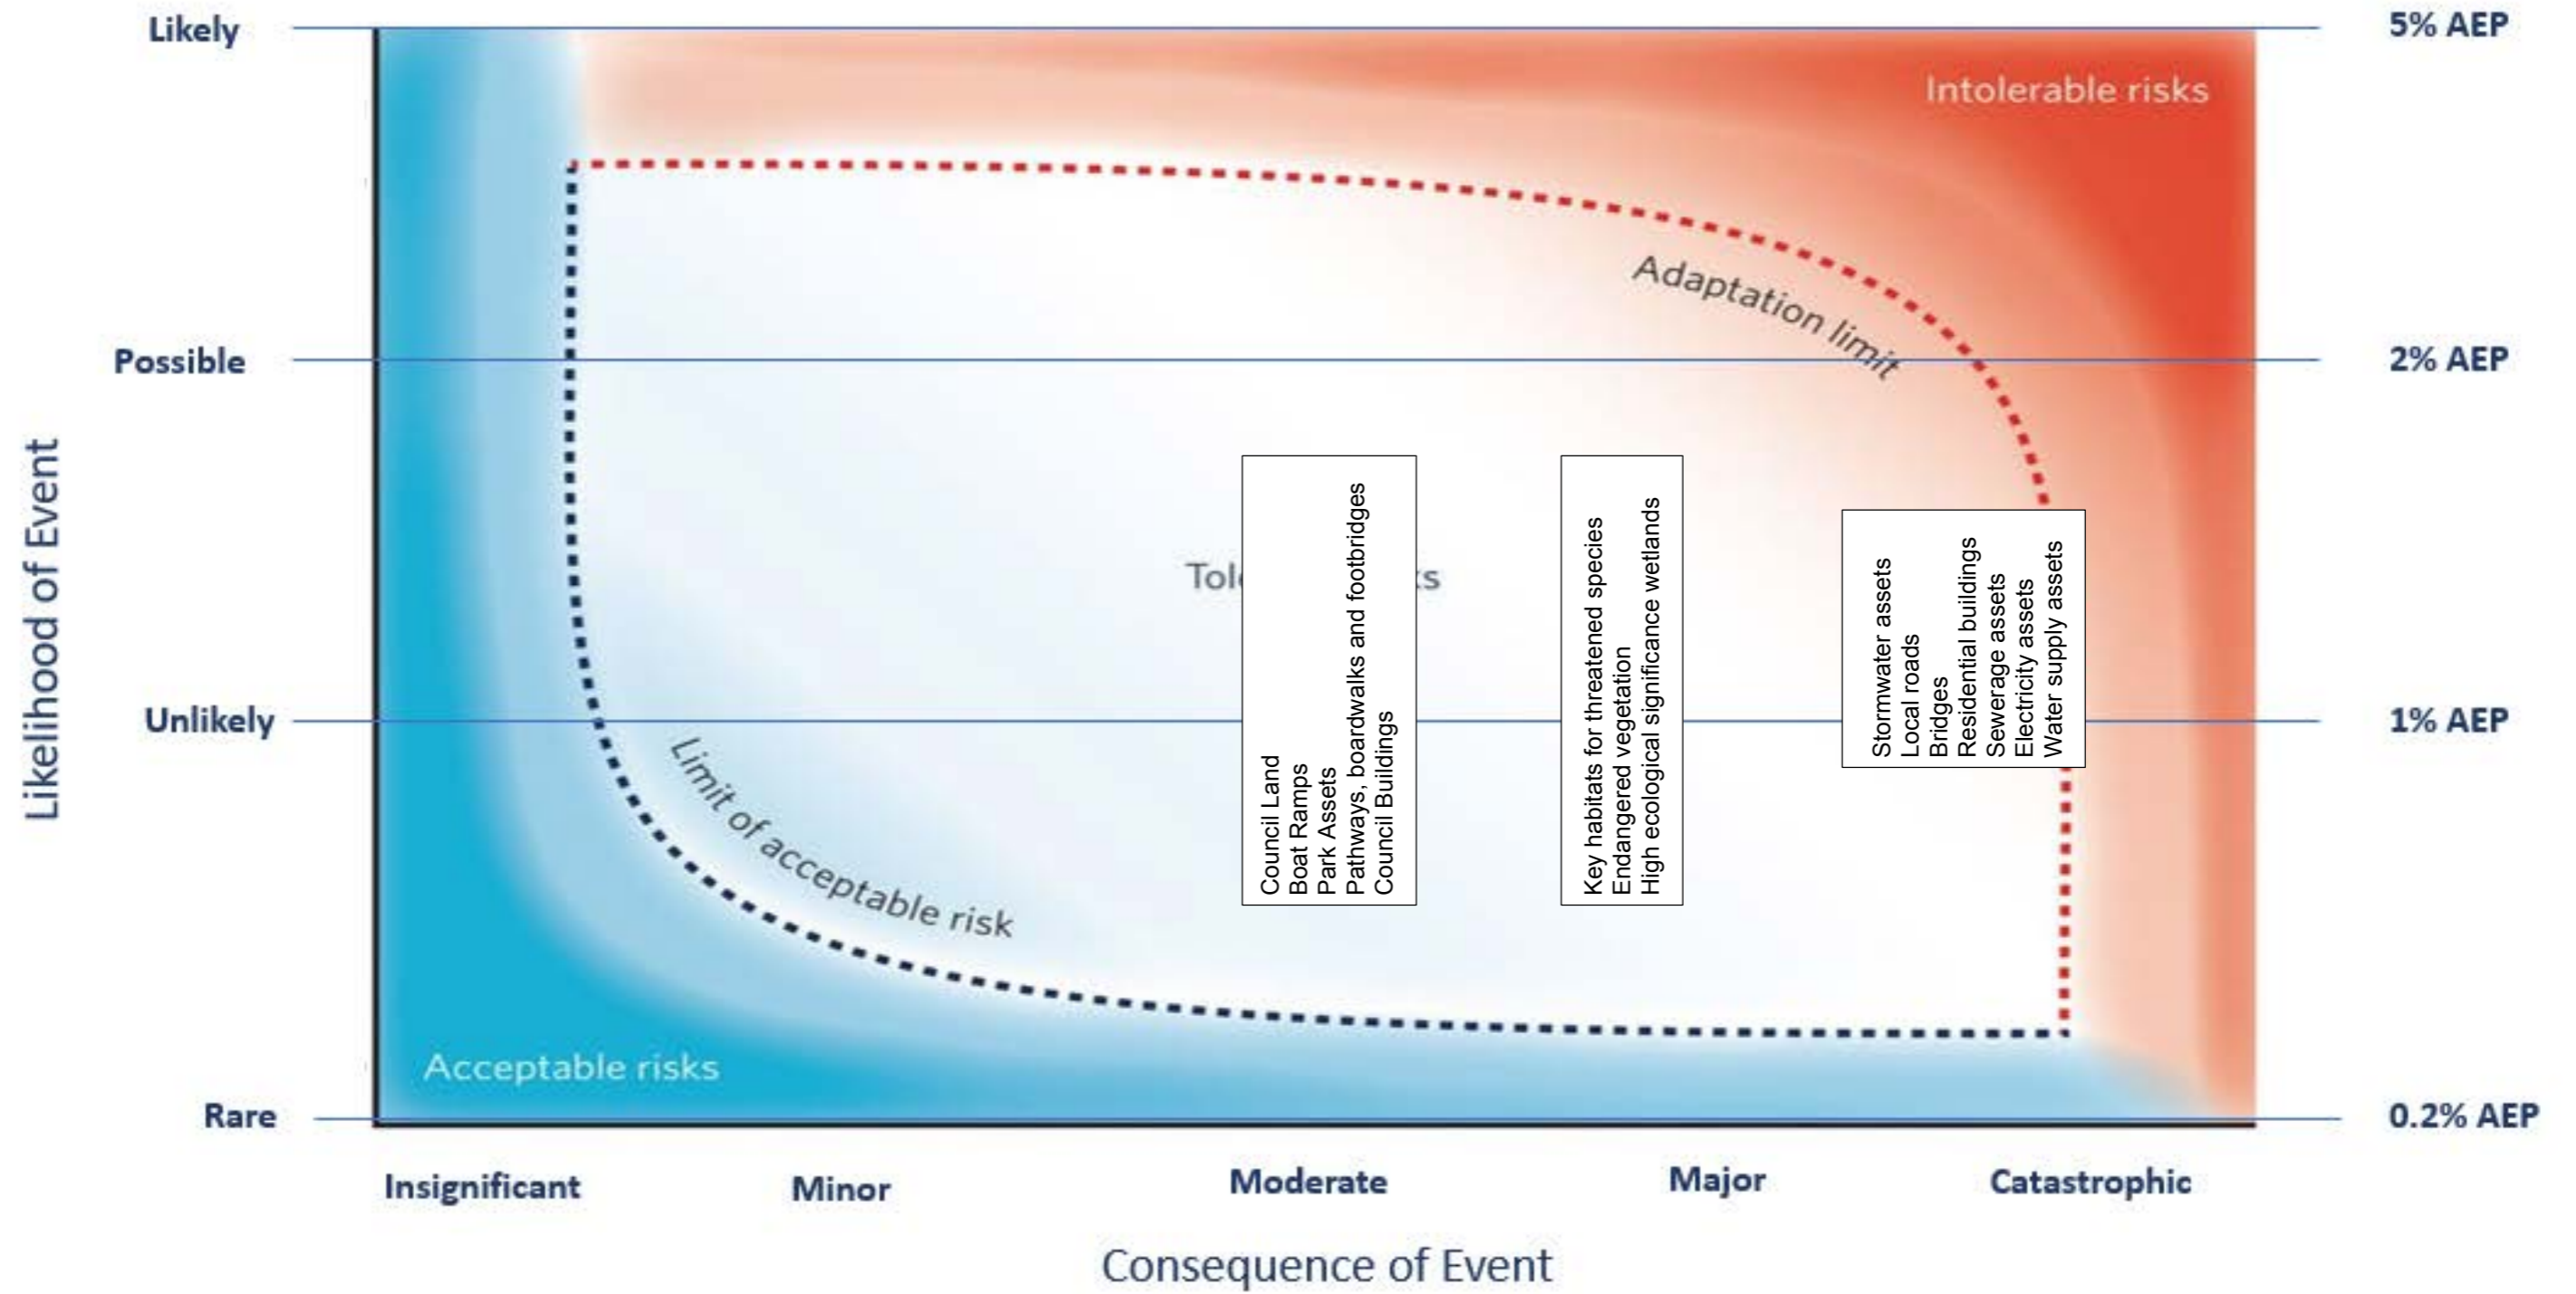 Likely
5% AEP
Intolerable risks
Adaptation limit
Possible
2% AEP
Likelihood of Event
Council Land
Boat Ramps
Park Assets
Pathways, boardwalks and footbridges
Council Buildings
Key habitats for threatened species
Endangered vegetation
High ecological significance wetlands
Stormwater assets
Local roads
Bridges
Residential buildings
Sewerage assets
Electricity assets
Water supply assets
Unlikely
1% AEP
Limit of acceptable risk
Acceptable risks
Rare
0.2% AEP
Insignificant
Minor
Moderate
Major
Catastrophic
Consequence of Event